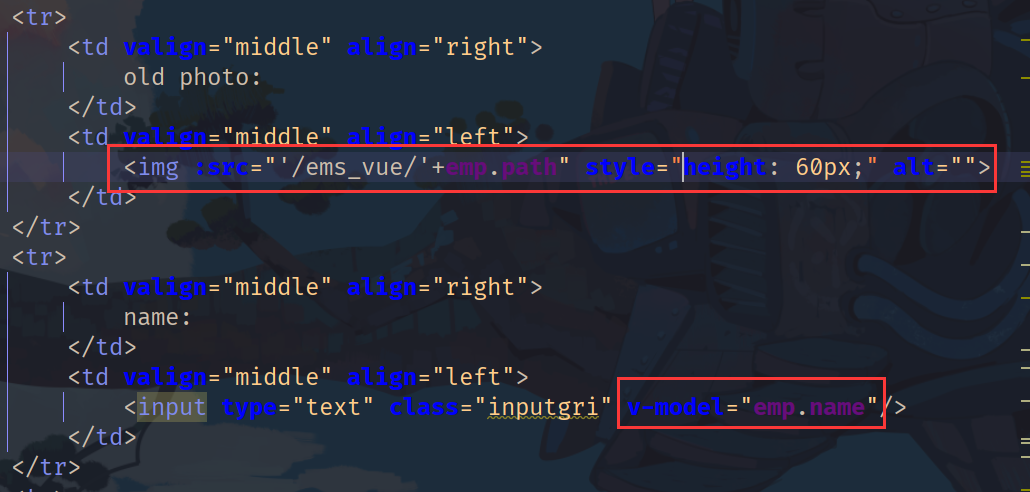 <tr>
<td valign="middle" align="right">
old photo:
</td>
<td valign="middle" align="left">
<img :src="'/ems_vue/'+emp.path" style="height: 60px;" alt="">
</td>
</tr>
<tr>
<td valign="middle" align="right">
name:
</td>
<td valign="middle" align="left">
<input type="text" class="inputgri" v-model="emp.name"/>
</td>
</tr>